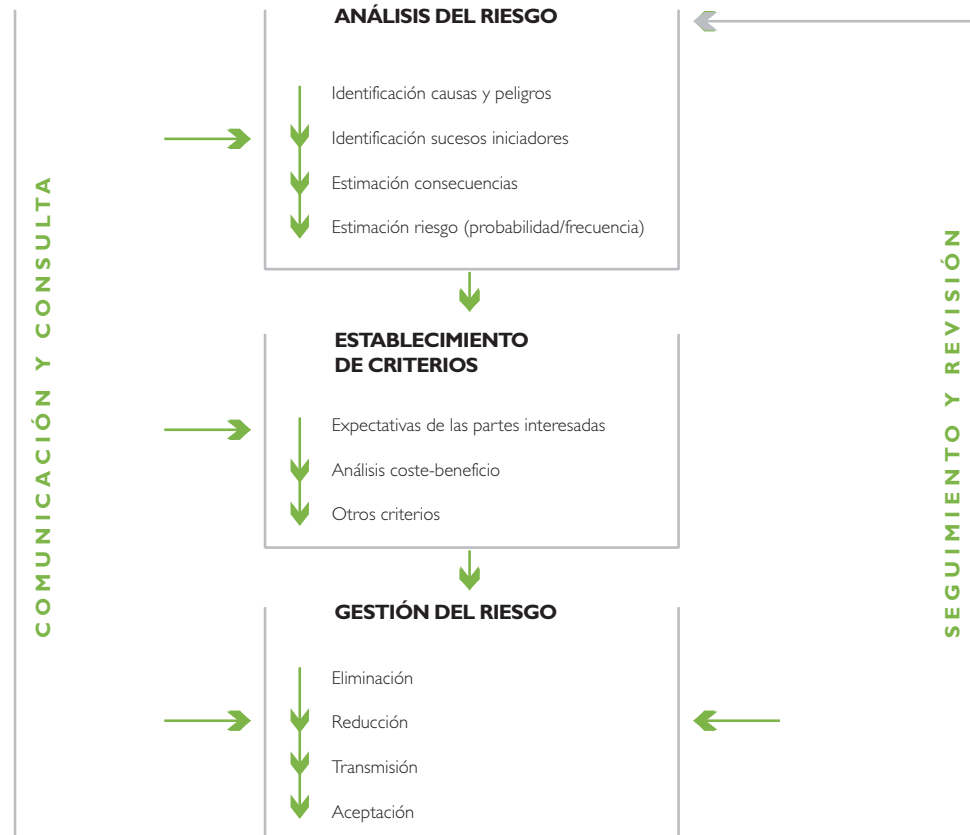 ANÁLISIS DEL RIESGO
Identificación causas y peligros
Identificación sucesos iniciadores
Estimación consecuencias
Estimación riesgo (probabilidad/frecuencia)
COMUNICACIÓN Y CONSULTA
ESTABLECIMIENTO
DE CRITERIOS
Expectativas de las partes interesadas
Análisis coste-beneficio
Otros criterios
SEGUIMIENTO Y REVISIÓN
GESTIÓN DEL RIESGO
Eliminación
Reducción
Transmisión
Aceptación